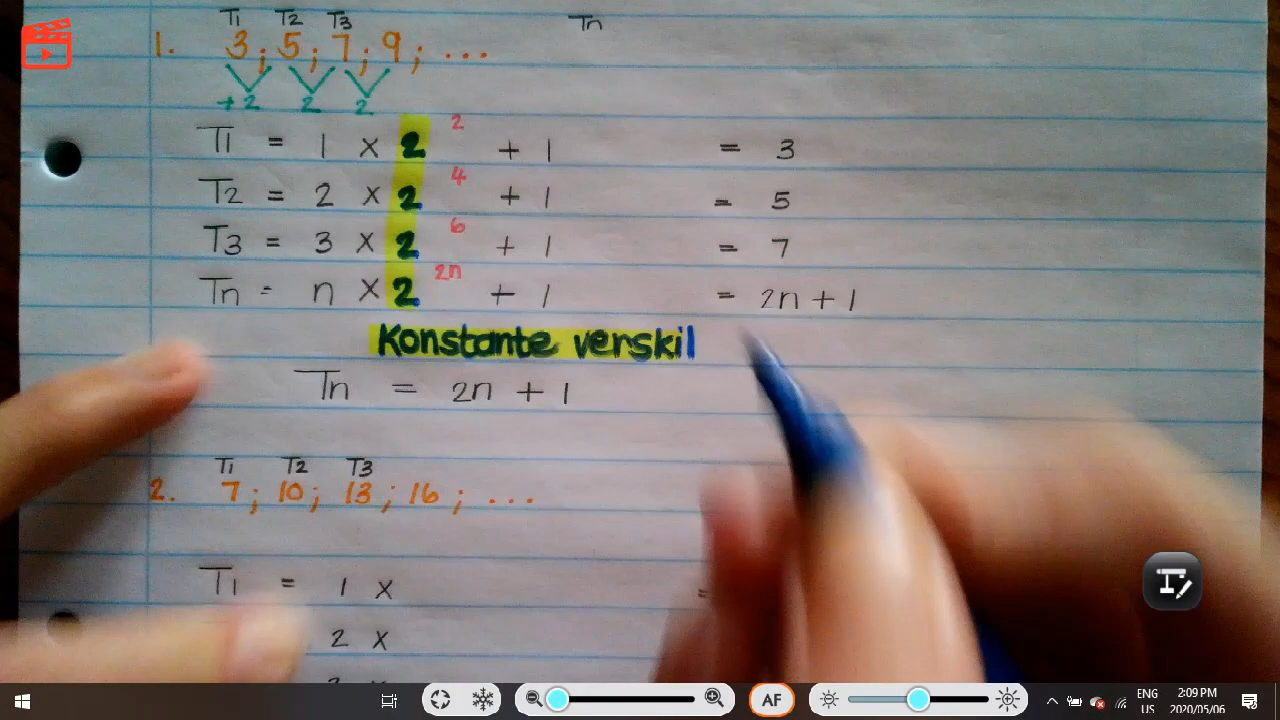 T1 T2 T3 Tn
1. 3 ; 5 ; 7 ; 9 ; ...
+2 2 2
T1 = 1 x 2 2 + 1 = 3
T2 = 2 x 2 4 + 1 = 5
T3 = 3 x 2 6 + 1 = 7
Tn = n x 2 2n + 1 = 2n + 1
Konstante verskil
Tn = 2n + 1
T1 T2 T3
2. 7 ; 10 ; 13 ; 16 ; ...
T1 = 1 x =
2 x
AF ENG 2:09 PM
US 2020/05/06